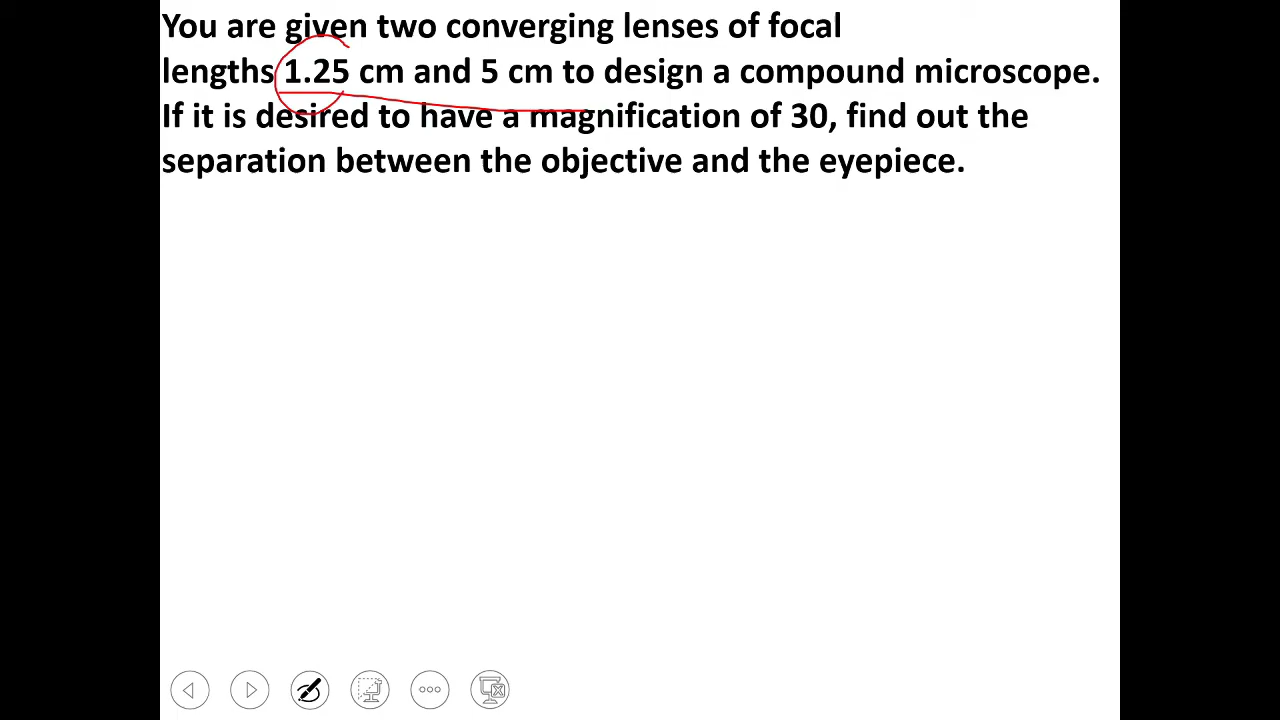 You are given two converging lenses of focal
lengths 1.25 cm and 5 cm to design a compound microscope.
If it is desired to have a magnification of 30, find out the
separation between the objective and the eyepiece.